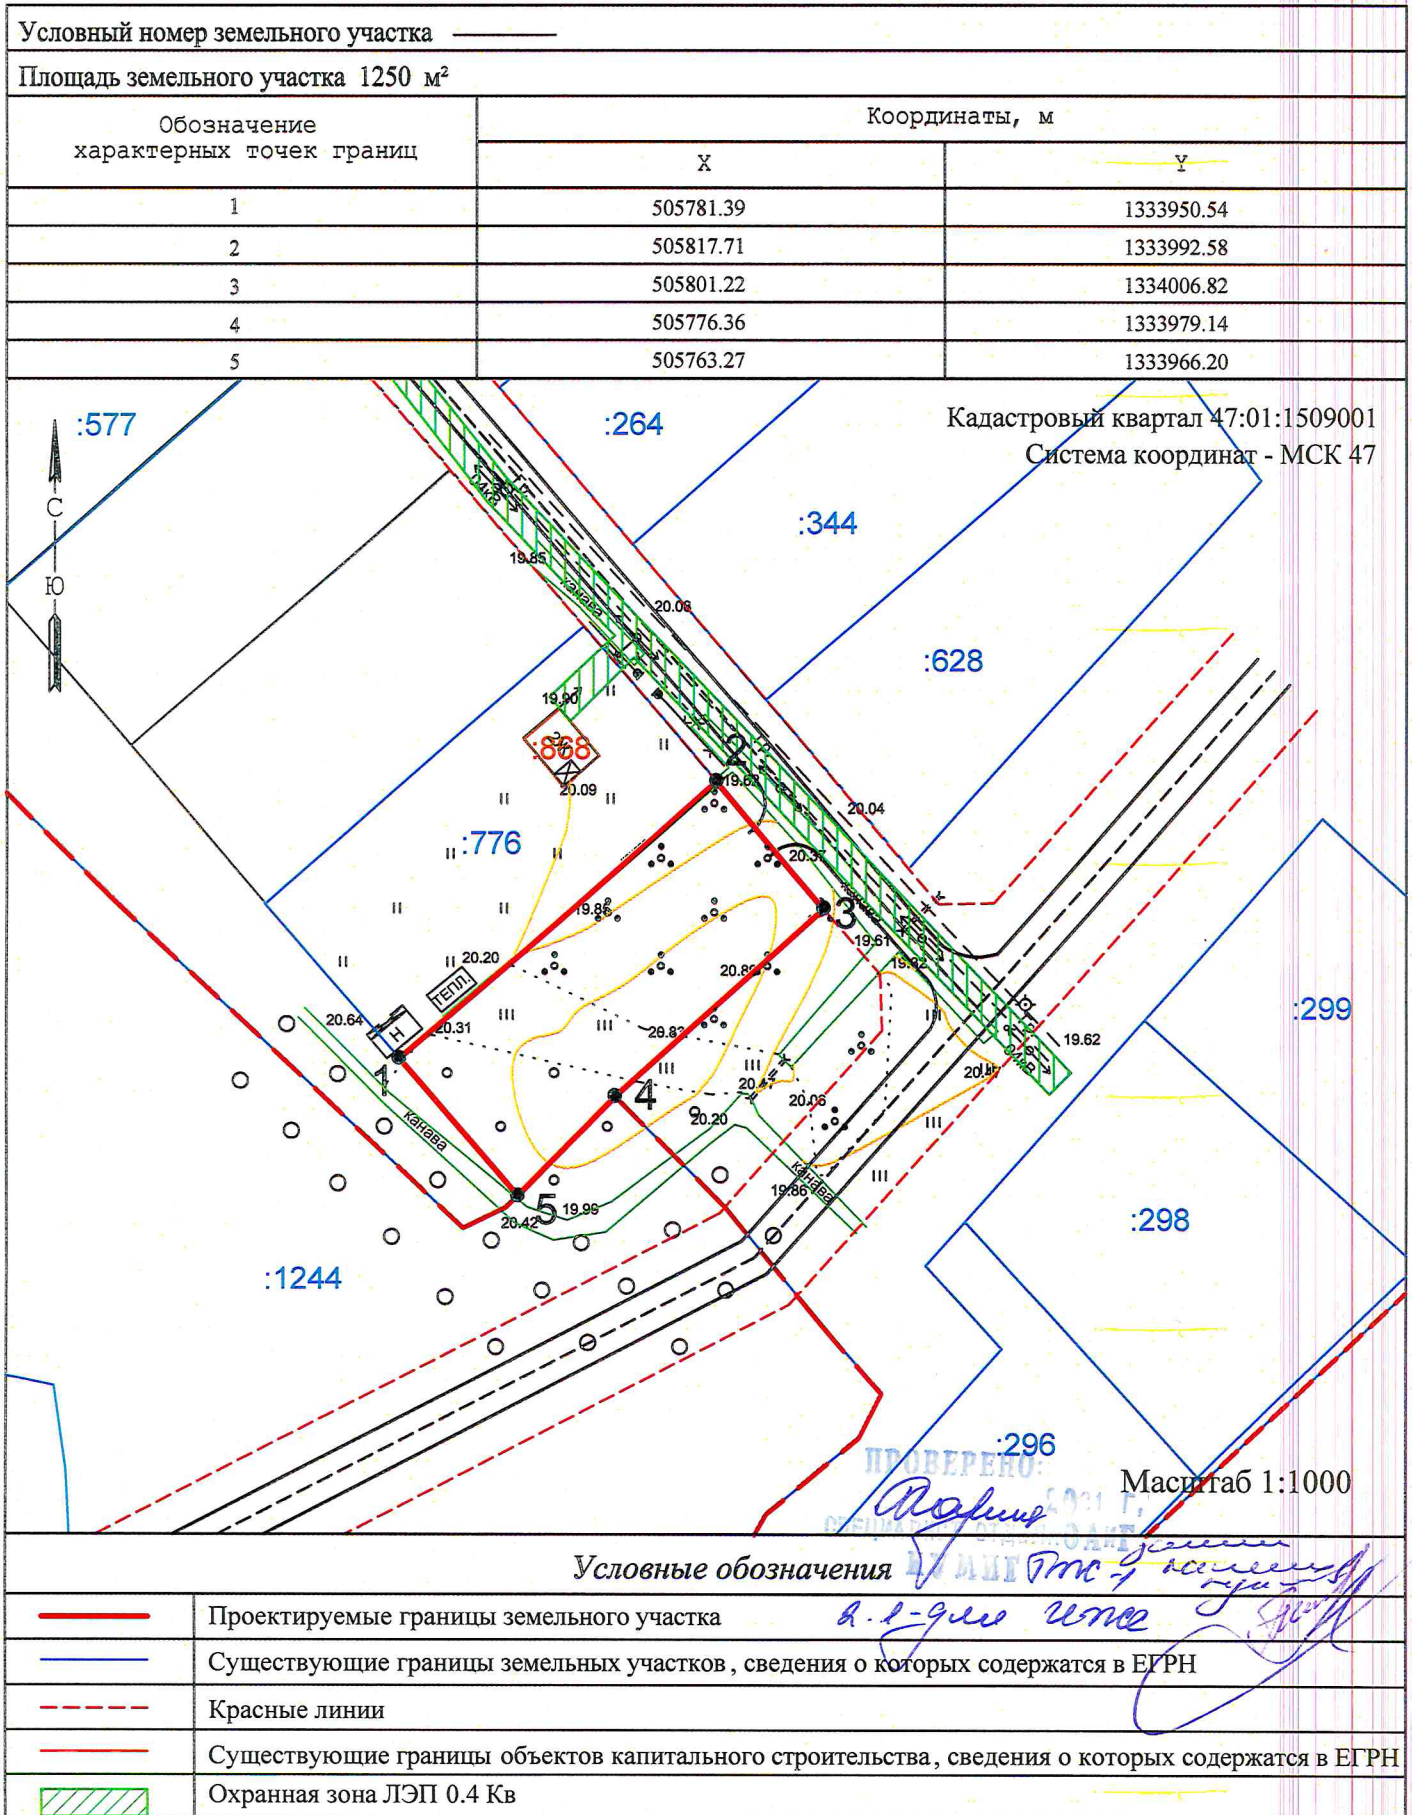 Условный номер земельного участка
Площадь земельного участка 1250 м²
Обозначение характерных точек границ
Координаты, м
X Y
1 505781.39 1333950.54
2 505817.71 1333992.58
3 505801.22 1334006.82
4 505776.36 1333979.14
5 505763.27 1333966.20
:577
:264
Кадастровый квартал 47:01:1509001
Система координат - МСК 47
С
Ю
:344
19.85
канава
20.08
:628
19.90
:868
20.09
2
19.62
20.04
:776
20.37
19.85
3
канава
19.61
19.82
20.20
ТЕПЛ.
20.64
Н
20.31
20.83
:299
19.62
1
4
20.06
20.20
канава
канава
19.86
5
19.99
20.42
:298
:1244
:296
ПРОВЕРЕНО:
Масштаб 1:1000
2021 г.
Условные обозначения
Проектируемые границы земельного участка
Существующие границы земельных участков, сведения о которых содержатся в ЕГРН
Красные линии
Существующие границы объектов капитального строительства, сведения о которых содержатся в ЕГРН
Охранная зона ЛЭП 0.4 Кв